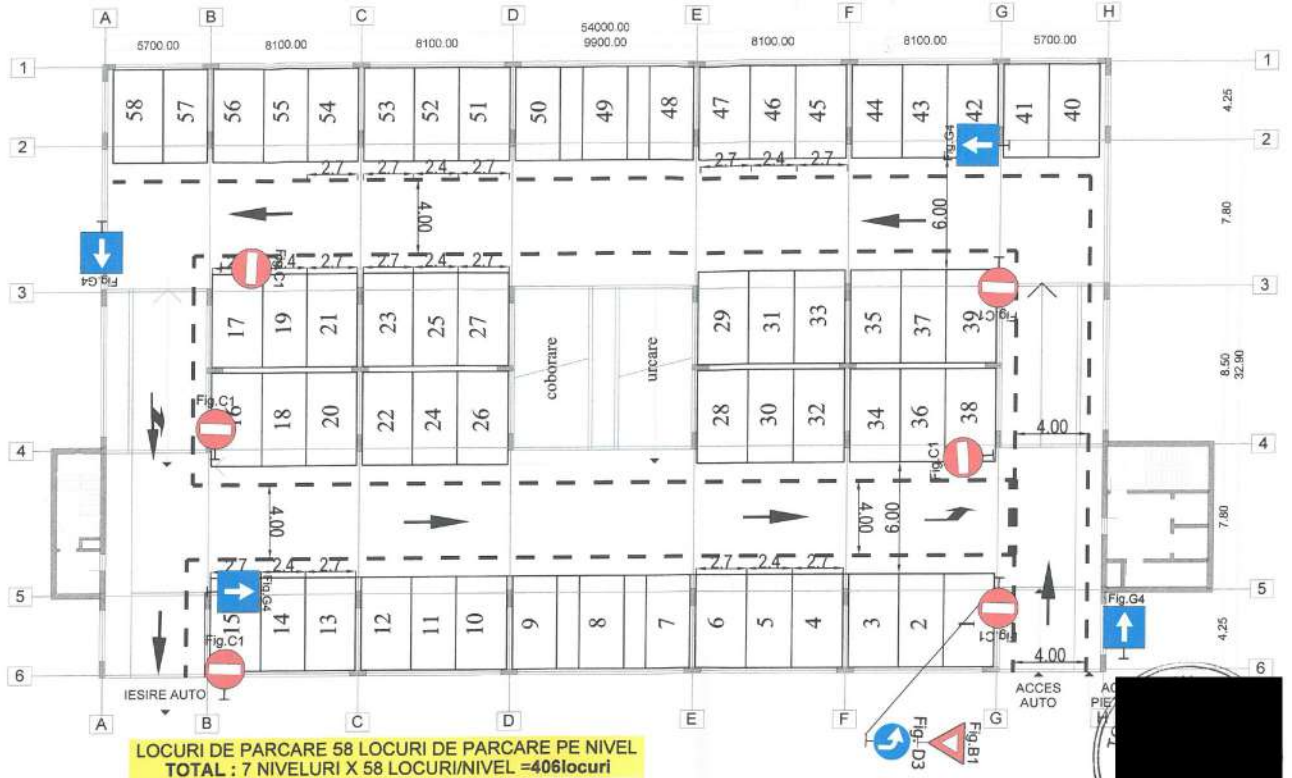 A B C D E F G H
54000.00
5700.00 8100.00 8100.00 9900.00 8100.00 8100.00 5700.00
1 1
58 57 56 55 54 53 52 51 50 49 48 47 46 45 44 43 42 41 40
4.25
Fig.G4
2 2
2.7 2.7 2.4 2.7 2.7 2.4 2.7
4.00 6.00
7.80
Fig.G4
Fig.C1
2.4 2.7 2.7 2.4 2.7
3 3
17 19 21 23 25 27 29 31 33 35 37 39
Fig.C1
coborare urcare
8.50
32.90
Fig.C1
16 18 20 22 24 26 28 30 32 34 36 38
4.00
4 4
Fig.C1
4.00 4.00 6.00
7.80
2.7 2.4 2.7 2.7 2.4 2.7
5 5
Fig.G4
Fig.G4
15 14 13 12 11 10 9 8 7 6 5 4 3 2 1
Fig.C1
4.25
Fig.C1
4.00
6 6
IESIRE AUTO
ACCES
AUTO
A B C D E F G H
Fig.D3
Fig.B1
LOCURI DE PARCARE 58 LOCURI DE PARCARE PE NIVEL
TOTAL : 7 NIVELURI X 58 LOCURI/NIVEL =406locuri